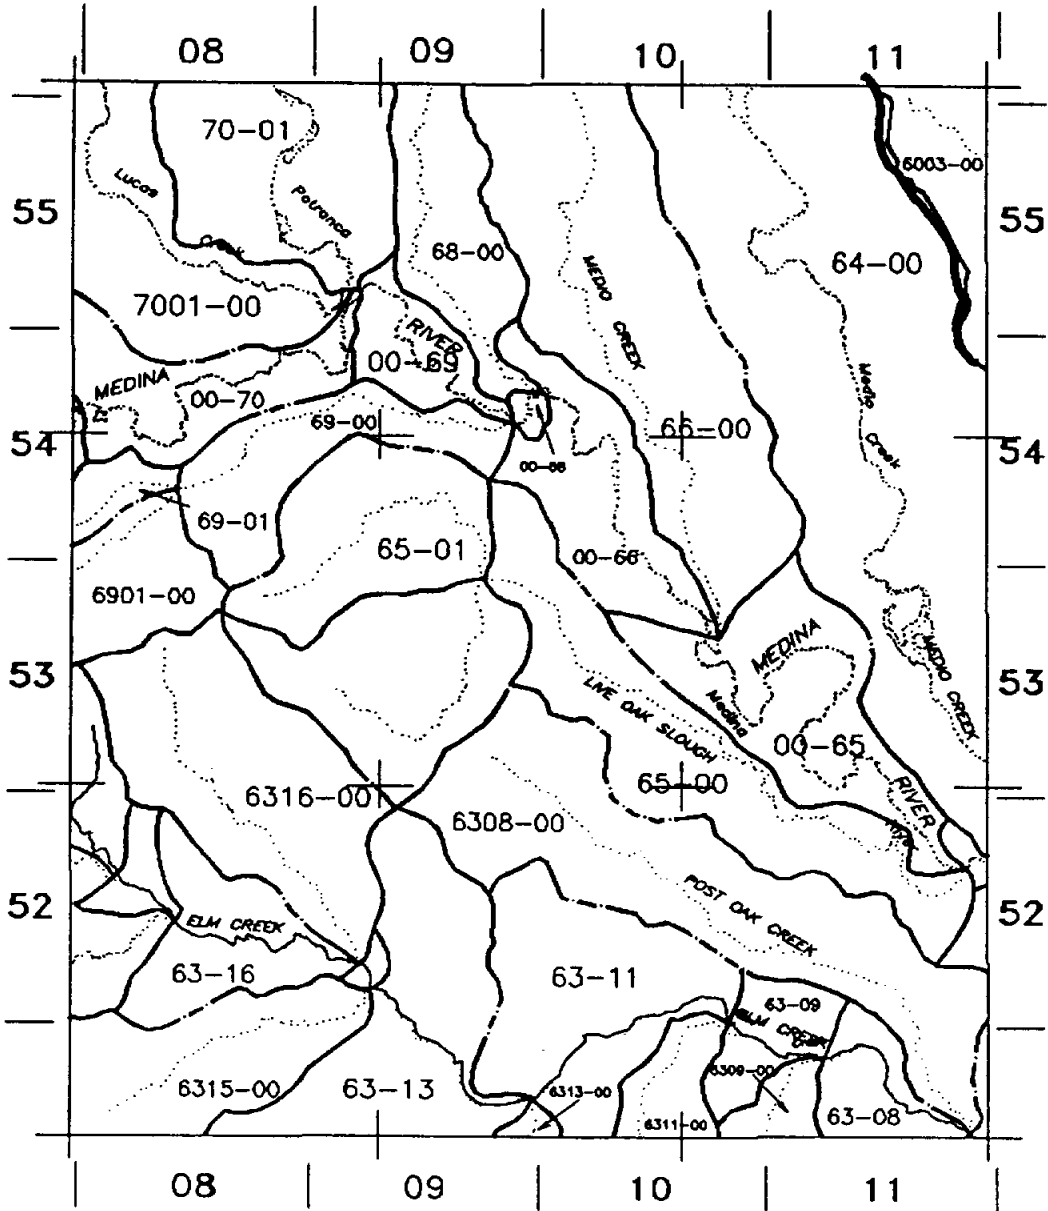 08 09 10 11
70-01
6003-00
Lucas
Potranca
55 55
Creek
68-00
64-00
MEDIO
CREEK
7001-00
RIVER
00-69
MEDINA
00-70
Medio
Creek
69-00
66-00
54 54
00-68
69-01
65-01
00-66
6901-00
MEDINA
MEDIO CREEK
53 53
LIVE OAK SLOUGH
Medina
00-65
65-00
RIVER
6316-00
6308-00
POST OAK CREEK
52 52
ELM CREEK
63-16
63-11
63-09
ELM CREEK
6315-00
63-13
6313-00
6309-00
6311-00
63-08
08 09 10 11